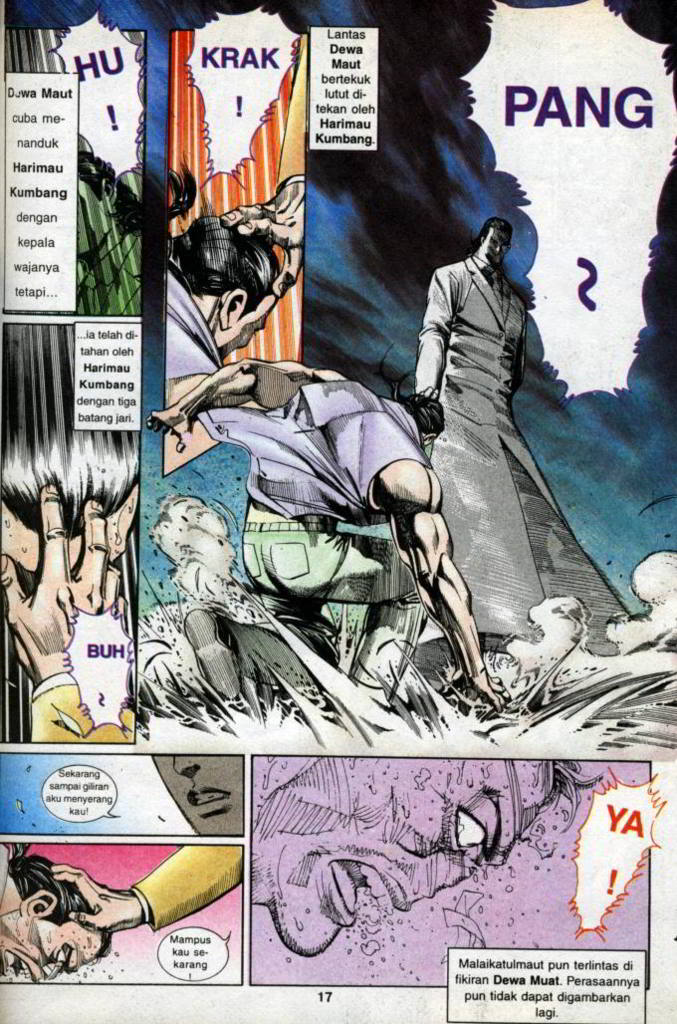 HU
!
Dewa Maut
cuba me-
nanduk
Harimau
Kumbang
dengan
kepala
wajanya
tetapi...
KRAK
!
Lantas
Dewa
Maut
bertekuk
lutut di-
tekan oleh
Harimau
Kumbang.
PANG
~
...ia telah di-
tahan oleh
Harimau
Kumbang
dengan tiga
batang jari.
BUH
~
Sekarang
sampai giliran
aku menyerang
kau!
Mampus
kau se-
karang
!
YA
!
Malaikatulmaut pun terlintas di
fikiran Dewa Muat. Perasaannya
pun tidak dapat digambarkan
lagi.
17